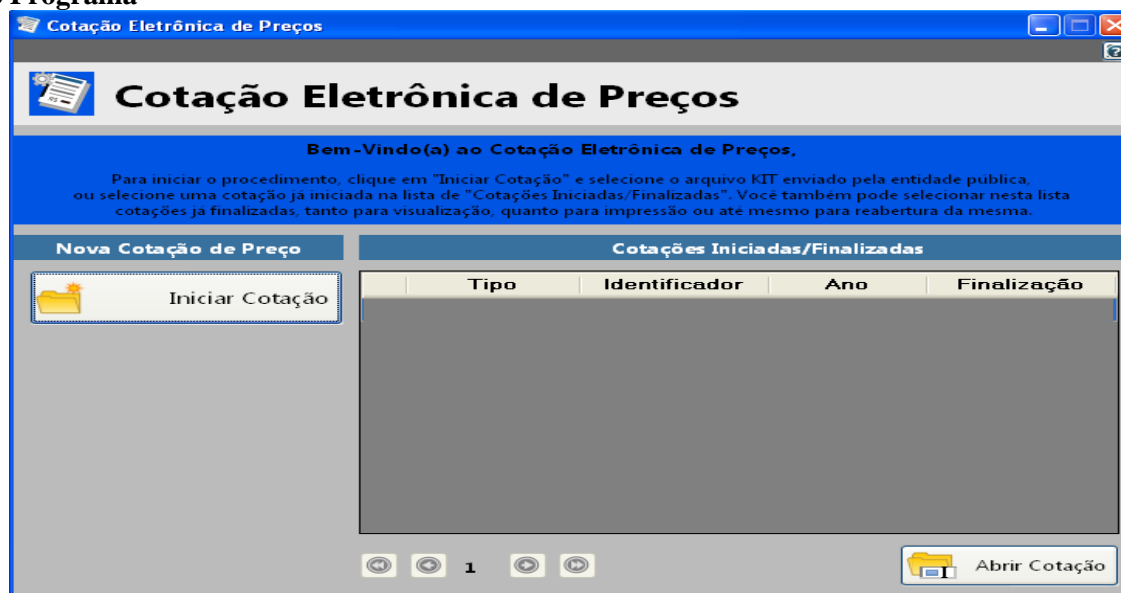 Programa
Cotação Eletrônica de Preços
Cotação Eletrônica de Preços
Bem-Vindo(a) ao Cotação Eletrônica de Preços,
Para iniciar o procedimento, clique em "Iniciar Cotação" e selecione o arquivo KIT enviado pela entidade pública,
ou selecione uma cotação já iniciada na lista de "Cotações Iniciadas/Finalizadas". Você também pode selecionar nesta lista
cotações já finalizadas, tanto para visualização, quanto para impressão ou até mesmo para reabertura da mesma.
Nova Cotação de Preço
Cotações Iniciadas/Finalizadas
Iniciar Cotação
Tipo Identificador Ano Finalização
1
Abrir Cotação